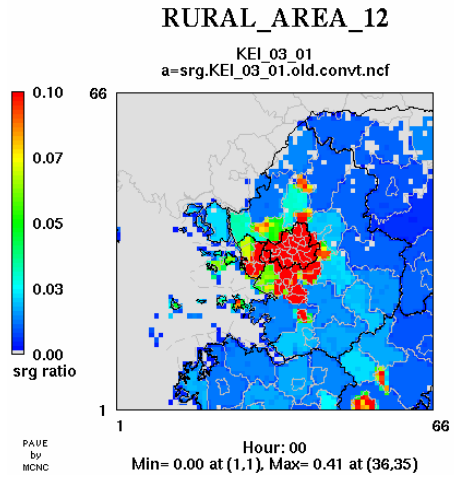 RURAL_AREA_12
KEI_03_01
a=srg.KEI_03_01.old.convt.ncf
0.10
0.07
0.05
0.03
0.00
srg ratio
66
1
1
66
PAVE
by
MCNC
Hour: 00
Min= 0.00 at (1,1), Max= 0.41 at (36,35)